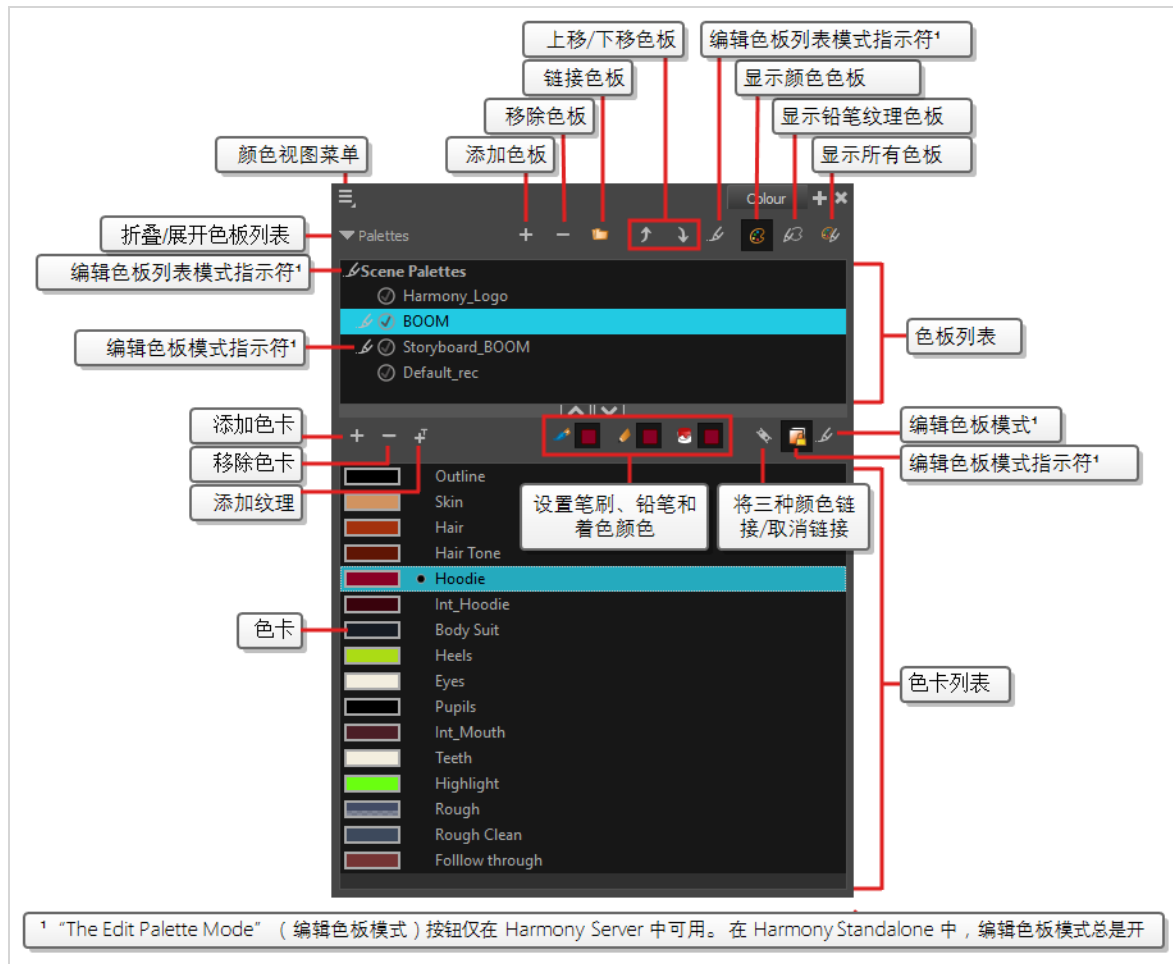 上移/下移色板
编辑色板列表模式指示符¹
链接色板
显示颜色色板
移除色板
显示铅笔纹理色板
颜色视图菜单
添加色板
显示所有色板
Colour
折叠/展开色板列表
Palettes
编辑色板列表模式指示符¹
Scene Palettes
Harmony_Logo
BOOM
色板列表
编辑色板模式指示符¹
Storyboard_BOOM
Default_rec
添加色卡
编辑色板模式¹
移除色卡
编辑色板模式指示符¹
添加纹理
Outline
Skin
设置笔刷、铅笔和
着色颜色
将三种颜色链
接/取消链接
Hair
Hair Tone
Hoodie
Int_Hoodie
色卡
Body Suit
Heels
Eyes
色卡列表
Pupils
Int_Mouth
Teeth
Highlight
Rough
Rough Clean
Folllow through
¹ “The Edit Palette Mode” （编辑色板模式）按钮仅在 Harmony Server 中可用。 在 Harmony Standalone 中，编辑色板模式总是开